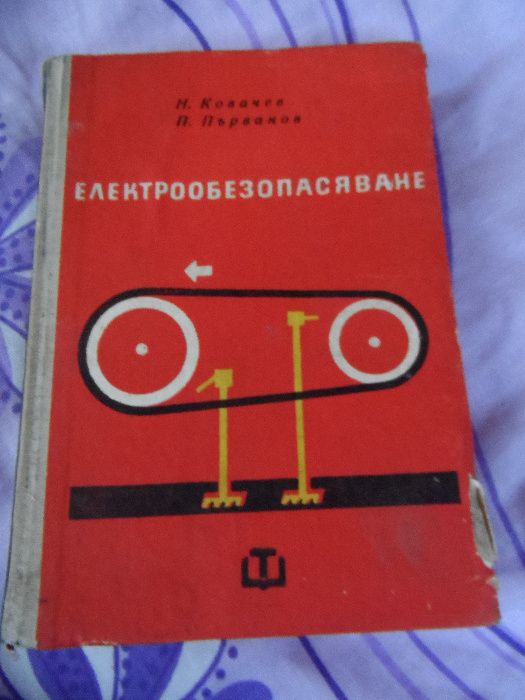 Н. Ковачев
П. Първанов
ЕЛЕКТРООБЕЗОПАСЯВАНЕ